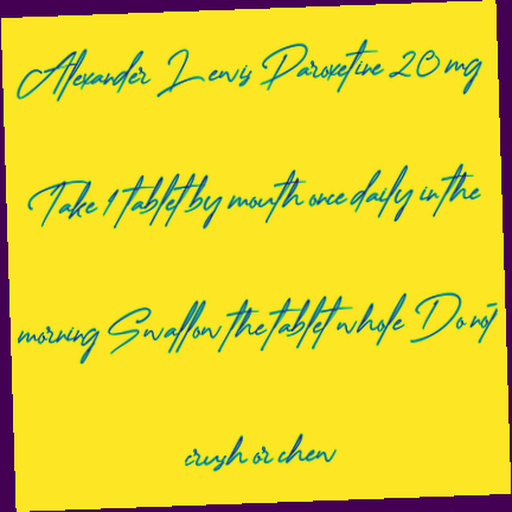 Alexander Lewis Paroxetine 20 mg
Take 1 tablet by mouth once daily in the
morning Swallow the tablet whole Do not
crush or chew